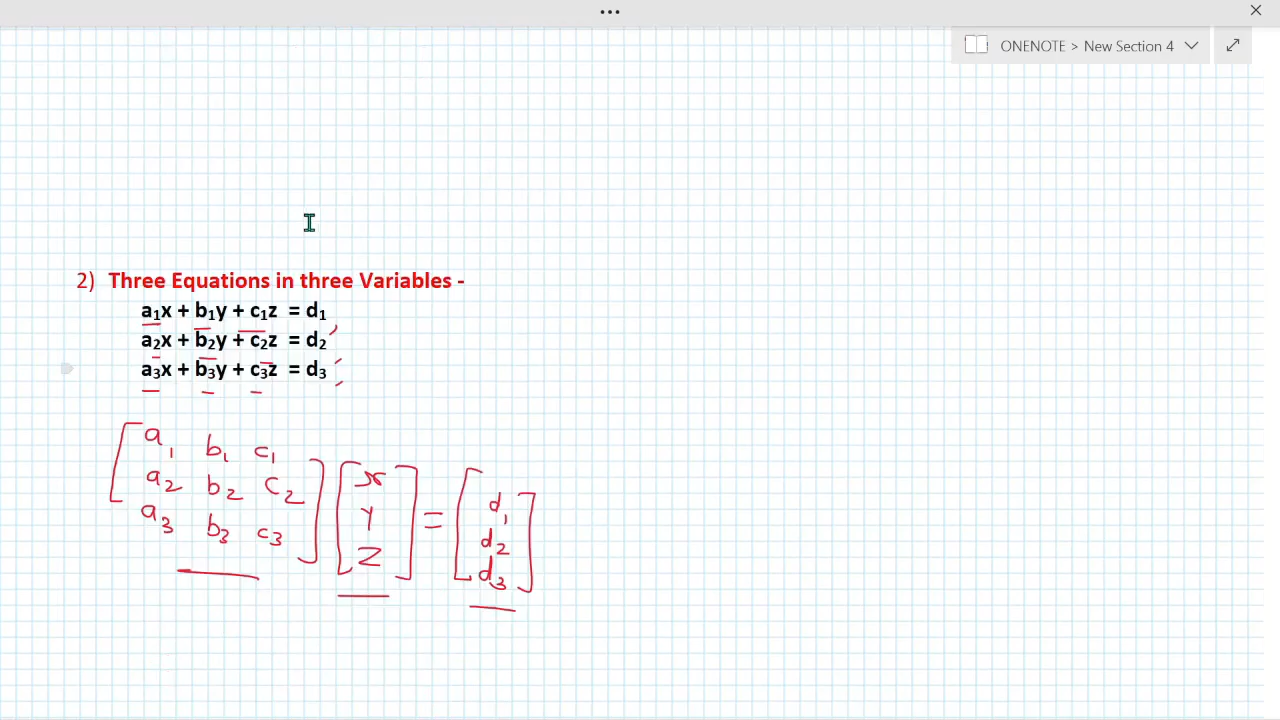 ONENOTE > New Section 4
2) Three Equations in three Variables -
a₁x + b₁y + c₁z = d₁
a₂x + b₂y + c₂z = d₂
a₃x + b₃y + c₃z = d₃
[a₁ b₁ c₁
a₂ b₂ c₂
a₃ b₃ c₃] [x
y
z] = [d₁
d₂
d₃]